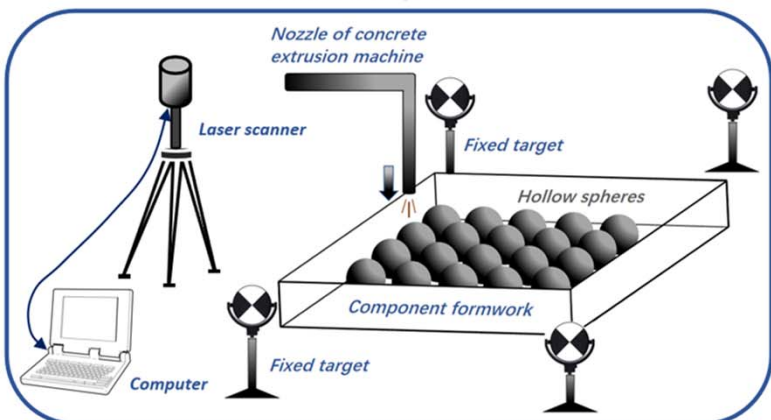 Nozzle of concrete
extrusion machine
Laser scanner
Fixed target
Hollow spheres
Component formwork
Fixed target
Computer